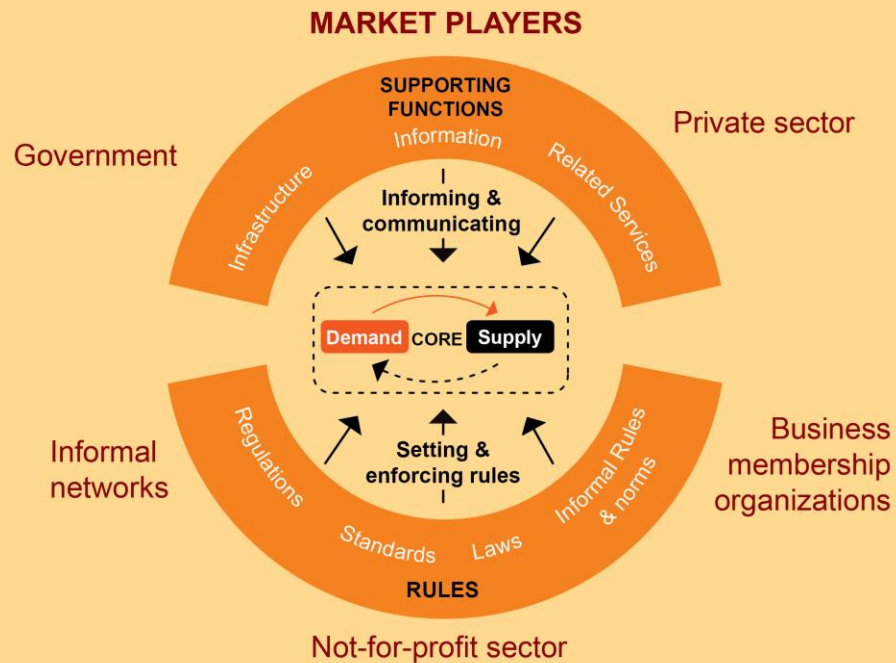 MARKET PLAYERS
SUPPORTING
FUNCTIONS
Information
Infrastructure
Related Services
Government
Private sector
Informing &
communicating
Demand
CORE
Supply
Setting &
enforcing rules
Regulations
Standards
Laws
Informal Rules
& norms
RULES
Informal
networks
Business
membership
organizations
Not-for-profit sector